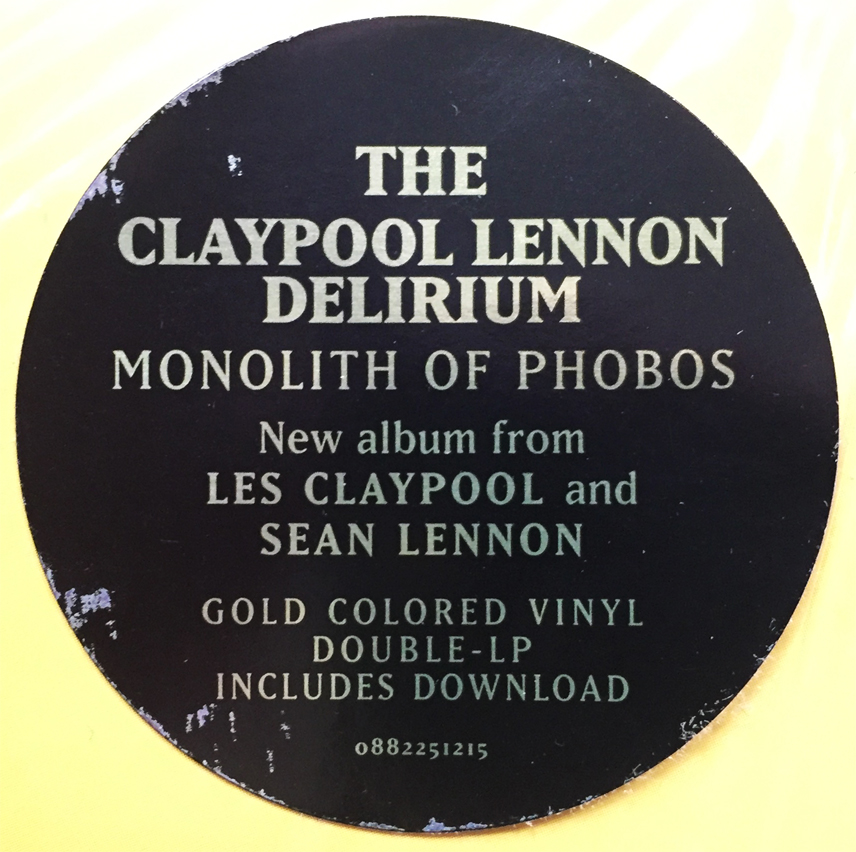 THE
CLAYPOOL LENNON
DELIRIUM
MONOLITH OF PHOBOS
New album from
LES CLAYPOOL and
SEAN LENNON
GOLD COLORED VINYL
DOUBLE-LP
INCLUDES DOWNLOAD
0882251215